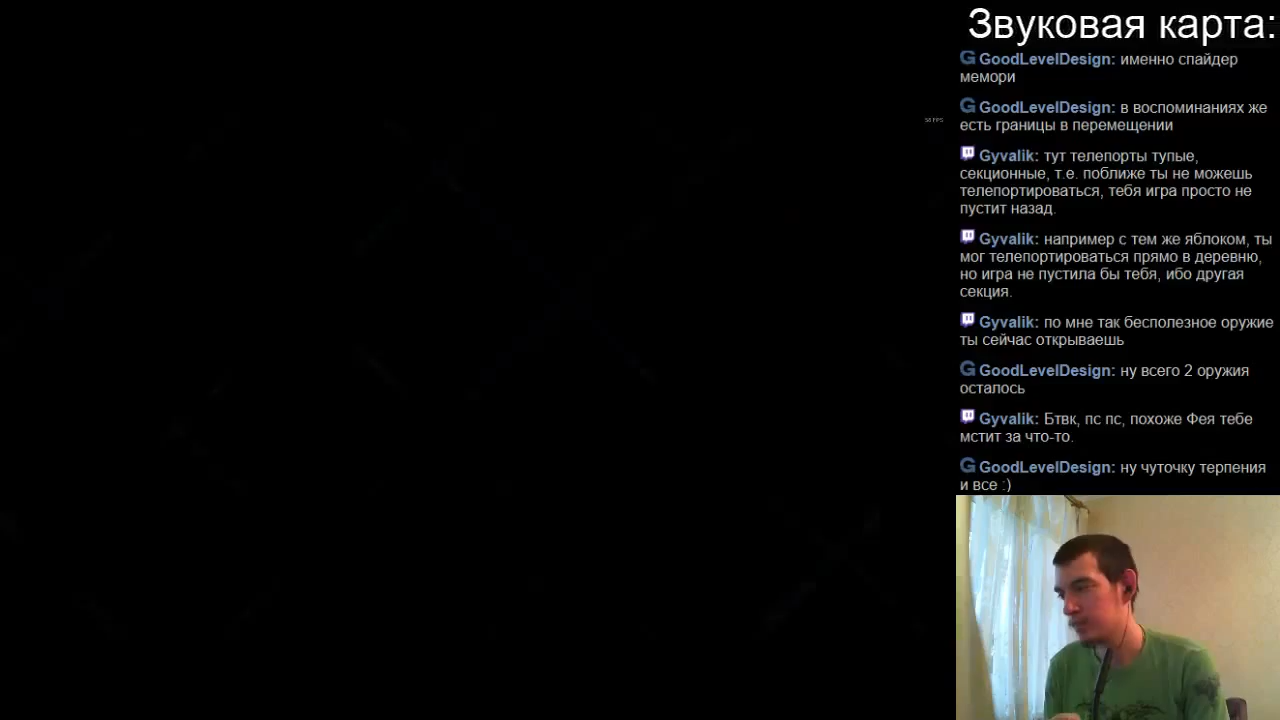 Звуковая карта:
GoodLevelDesign: именно спайдер
мемори
GoodLevelDesign: в воспоминаниях же
есть границы в перемещении
Gyvalik: тут телепорты тупые,
секционные, т.е. поближе ты не можешь
телепортироваться, тебя игра просто не
пустит назад.
Gyvalik: например с тем же яблоком, ты
мог телепортироваться прямо в деревню,
но игра не пустила бы тебя, ибо другая
секция.
Gyvalik: по мне так бесполезное оружие
ты сейчас открываешь
GoodLevelDesign: ну всего 2 оружия
осталось
Gyvalik: Бтвк, пс пс, похоже Фея тебе
мстит за что-то.
GoodLevelDesign: ну чуточку терпения
и все :)